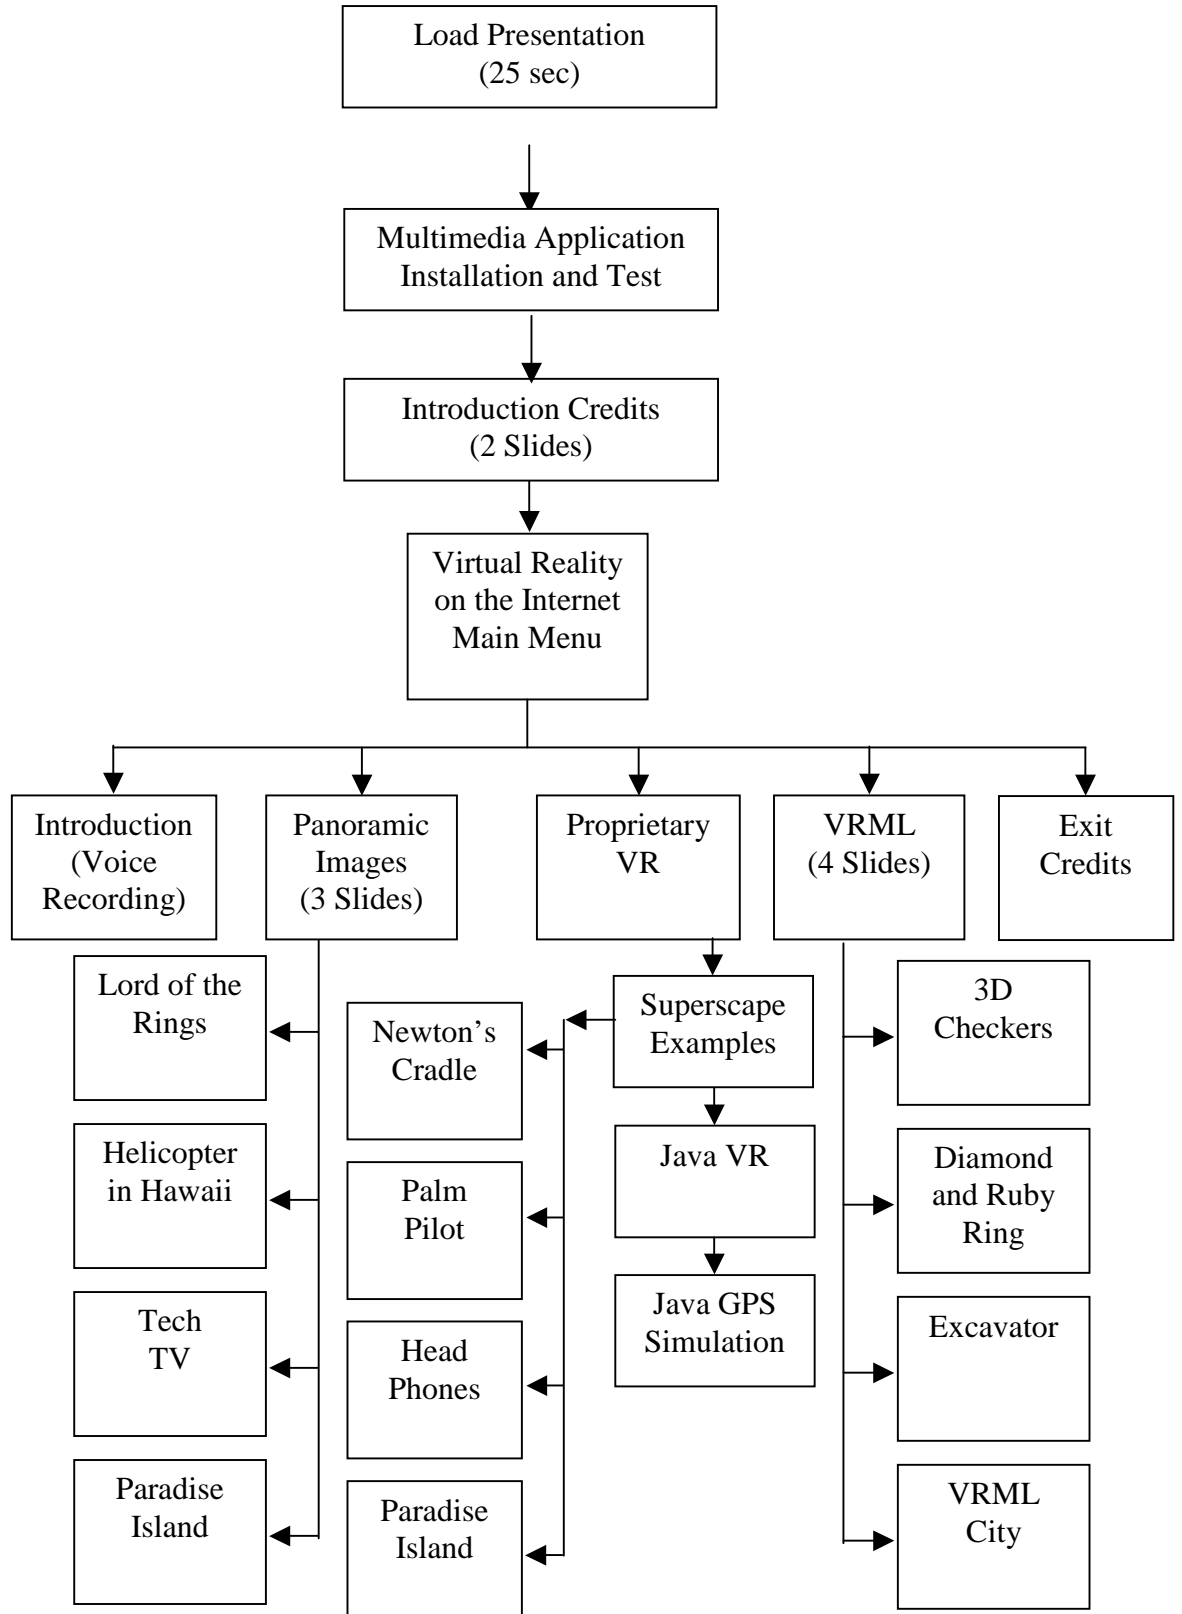 Load Presentation
(25 sec)
Multimedia Application
Installation and Test
Introduction Credits
(2 Slides)
Virtual Reality
on the Internet
Main Menu
Introduction
(Voice
Recording)
Panoramic
Images
(3 Slides)
Proprietary
VR
VRML
(4 Slides)
Exit
Credits
Lord of the
Rings
Helicopter
in Hawaii
Tech
TV
Paradise
Island
Newton’s
Cradle
Palm
Pilot
Head
Phones
Paradise
Island
Superscape
Examples
Java VR
Java GPS
Simulation
3D
Checkers
Diamond
and Ruby
Ring
Excavator
VRML
City